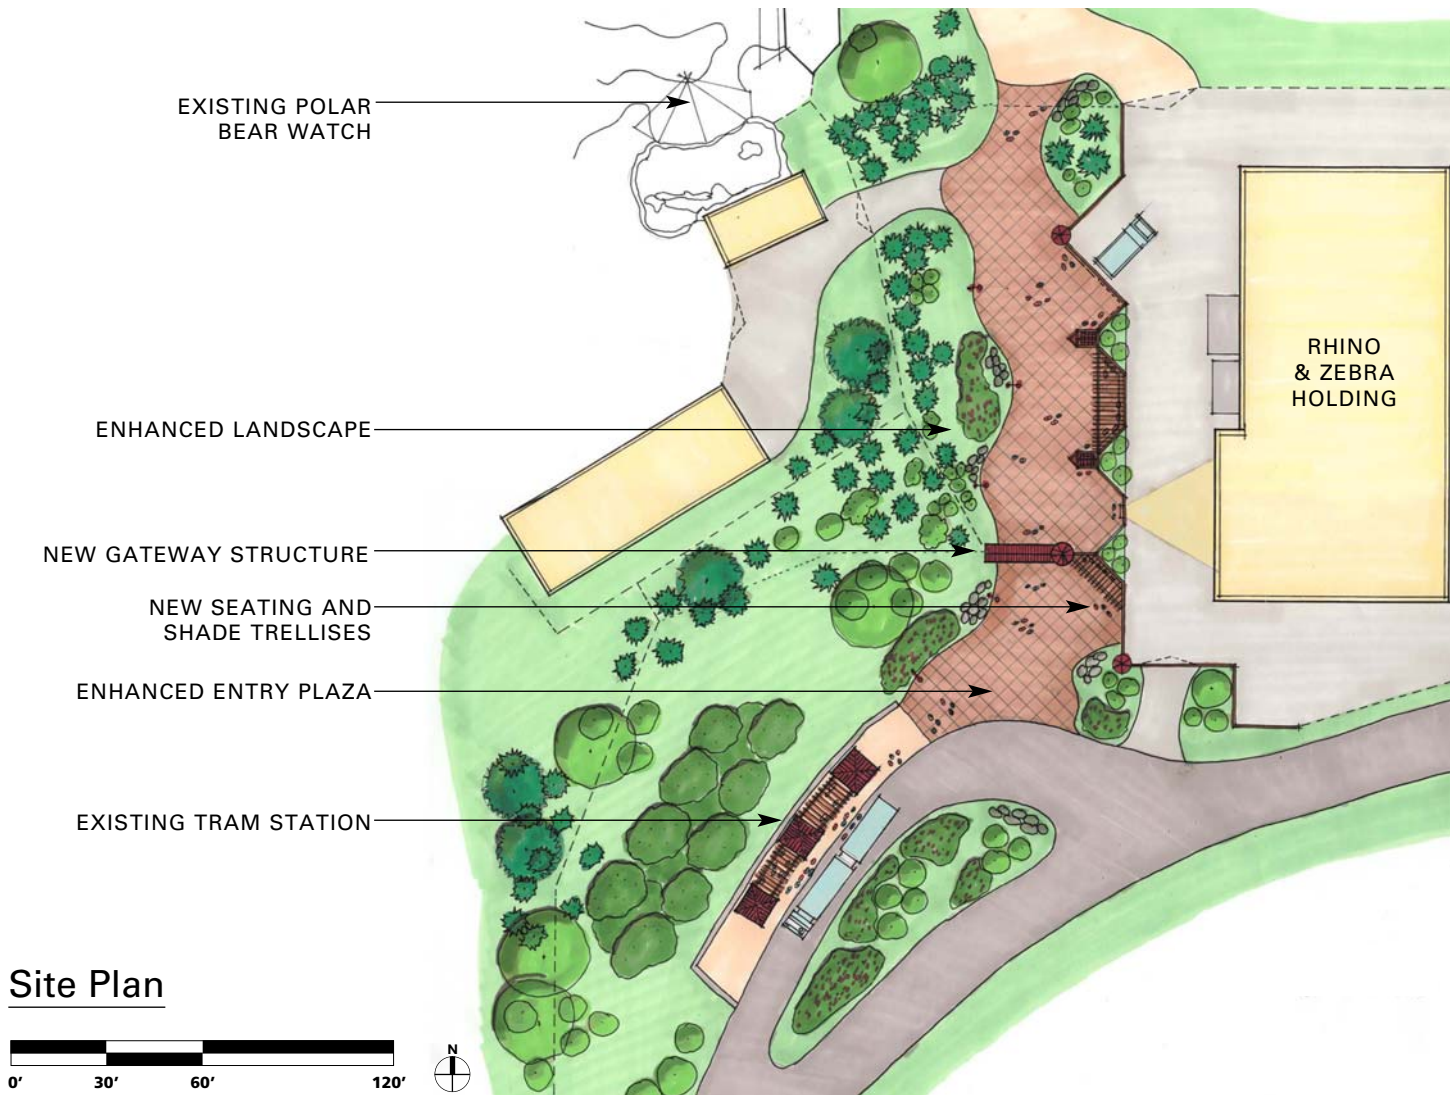 EXISTING POLAR
BEAR WATCH
RHINO
& ZEBRA
HOLDING
ENHANCED LANDSCAPE
NEW GATEWAY STRUCTURE
NEW SEATING AND
SHADE TRELLISES
ENHANCED ENTRY PLAZA
EXISTING TRAM STATION
Site Plan
N
0' 30' 60' 120'